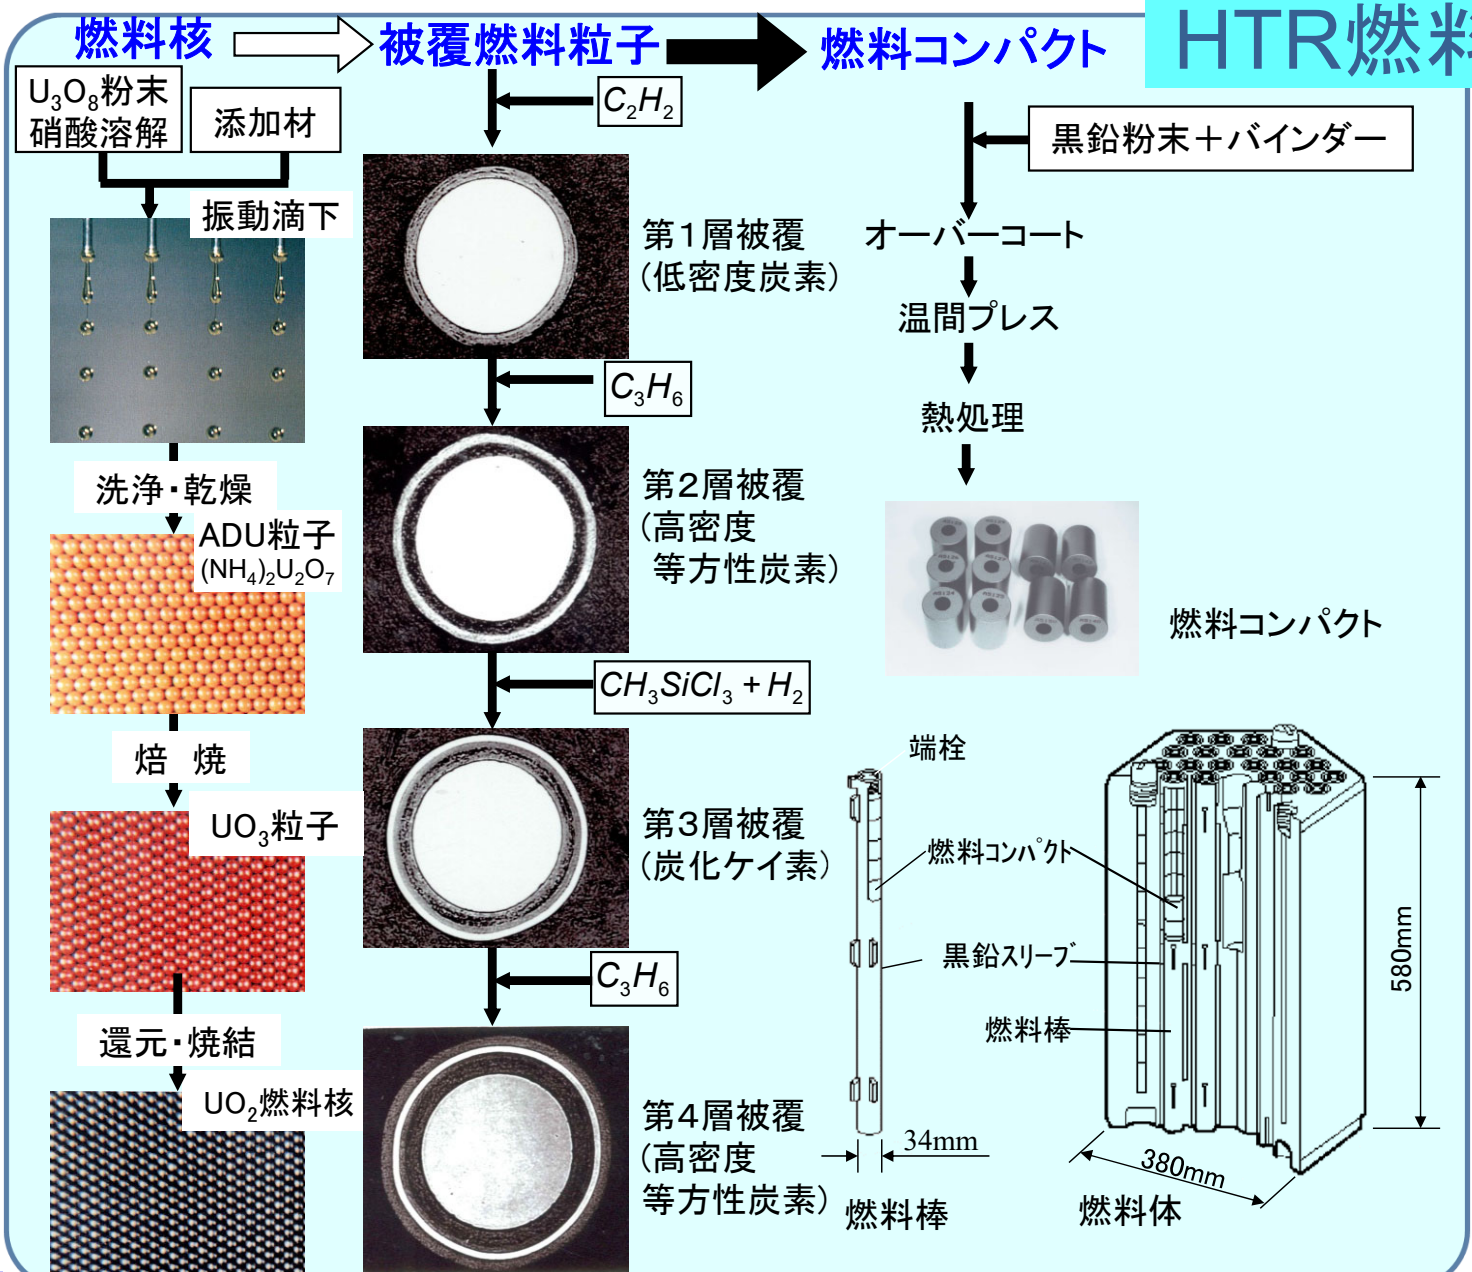 HTR燃料
燃料核
被覆燃料粒子
燃料コンパクト
U₃O₈粉末
硝酸溶解
添加材
振動滴下
洗浄・乾燥
ADU粒子
(NH₄)₂U₂O₇
焙 焼
UO₃粒子
還元・焼結
UO₂燃料核
C₂H₂
第1層被覆
(低密度炭素)
C₃H₆
第2層被覆
(高密度
等方性炭素)
CH₃SiCl₃ + H₂
第3層被覆
(炭化ケイ素)
C₃H₆
第4層被覆
(高密度
等方性炭素)
黒鉛粉末＋バインダー
オーバーコート
温間プレス
熱処理
燃料コンパクト
端栓
燃料コンパクト
黒鉛スリーブ
燃料棒
34mm
燃料棒
580mm
380mm
燃料体